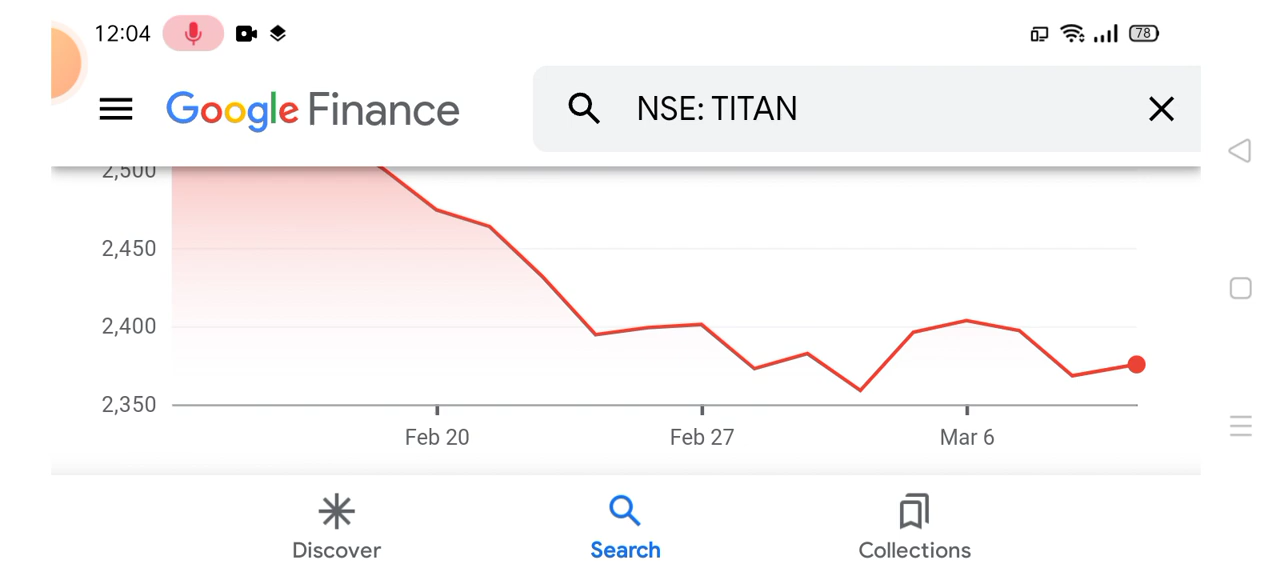 12:04
78
Google Finance
NSE: TITAN
2,500
2,450
2,400
2,350
Feb 20 Feb 27 Mar 6
Discover Search Collections